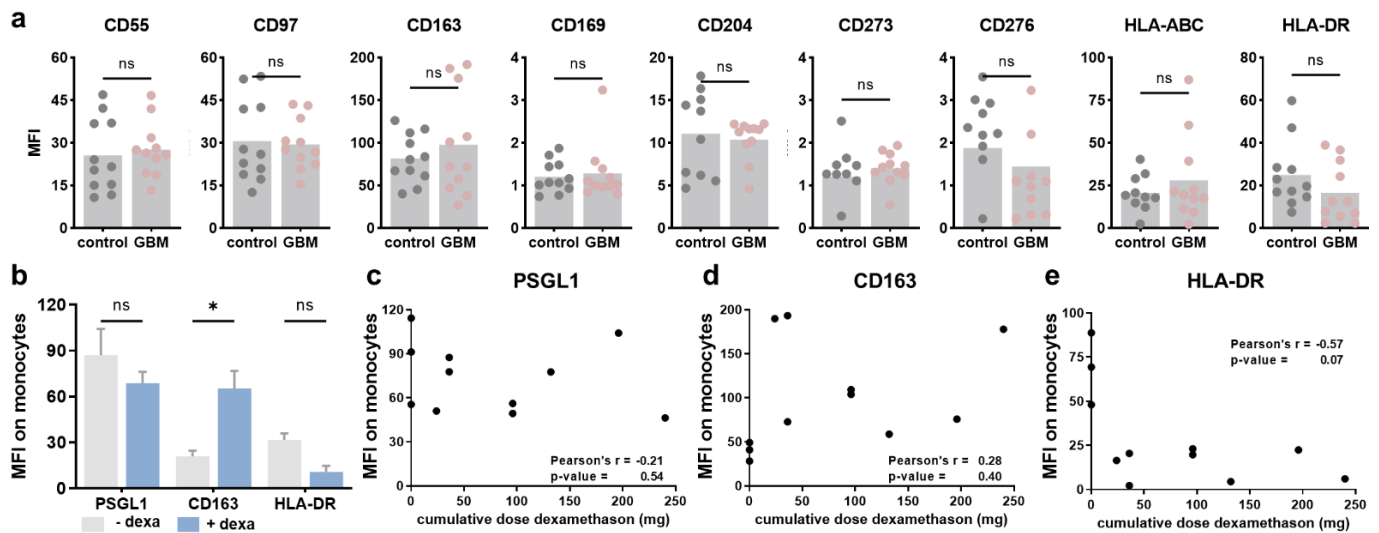 a
CD55 CD97 CD163 CD169 CD204 CD273 CD276 HLA-ABC HLA-DR
60 60 200 4 20 4 4 100 80
45 45 150 3 15 3 3 75 60
30 30 100 2 10 2 2 50 40
15 15 50 1 5 1 1 25 20
0 0 0 0 0 0 0 0 0
MFI
ns ns ns ns ns ns ns ns ns
control GBM control GBM control GBM control GBM control GBM control GBM control GBM control GBM control GBM
b
MFI on monocytes
120
90
60
30
0
ns * ns
PSGL1 CD163 HLA-DR
- dexa + dexa
c
PSGL1
MFI on monocytes
120
90
60
30
0
Pearson's r = -0.21
p-value = 0.54
0 50 100 150 200 250
cumulative dose dexamethason (mg)
d
CD163
MFI on monocytes
200
150
100
50
0
Pearson's r = 0.28
p-value = 0.40
0 50 100 150 200 250
cumulative dose dexamethason (mg)
e
HLA-DR
MFI on monocytes
100
75
50
25
0
Pearson's r = -0.57
p-value = 0.07
0 50 100 150 200 250
cumulative dose dexamethason (mg)